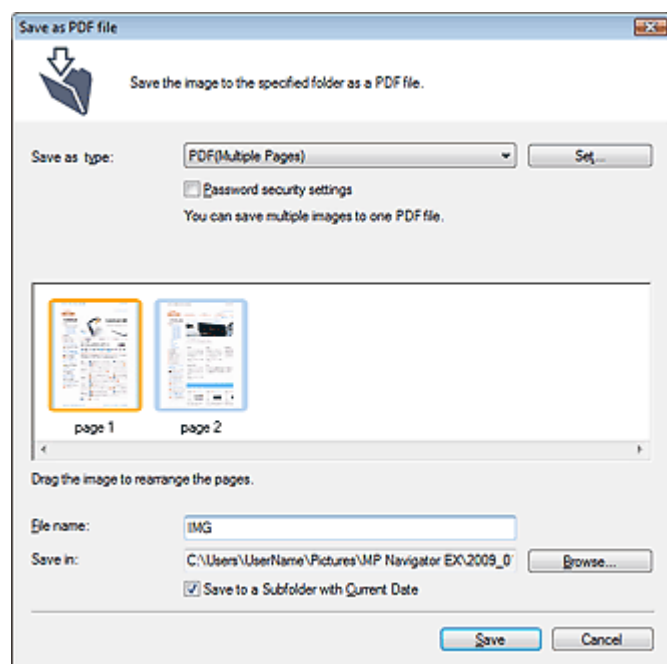 Save as PDF file
Save the image to the specified folder as a PDF file.
Save as type:
PDF(Multiple Pages)
Set...
Password security settings
You can save multiple images to one PDF file.
page 1
page 2
Drag the image to rearrange the pages.
File name:
IMG
Save in:
C:\Users\UserName\Pictures\MP Navigator EX\2009_0
Browse...
Save to a Subfolder with Current Date
Save
Cancel